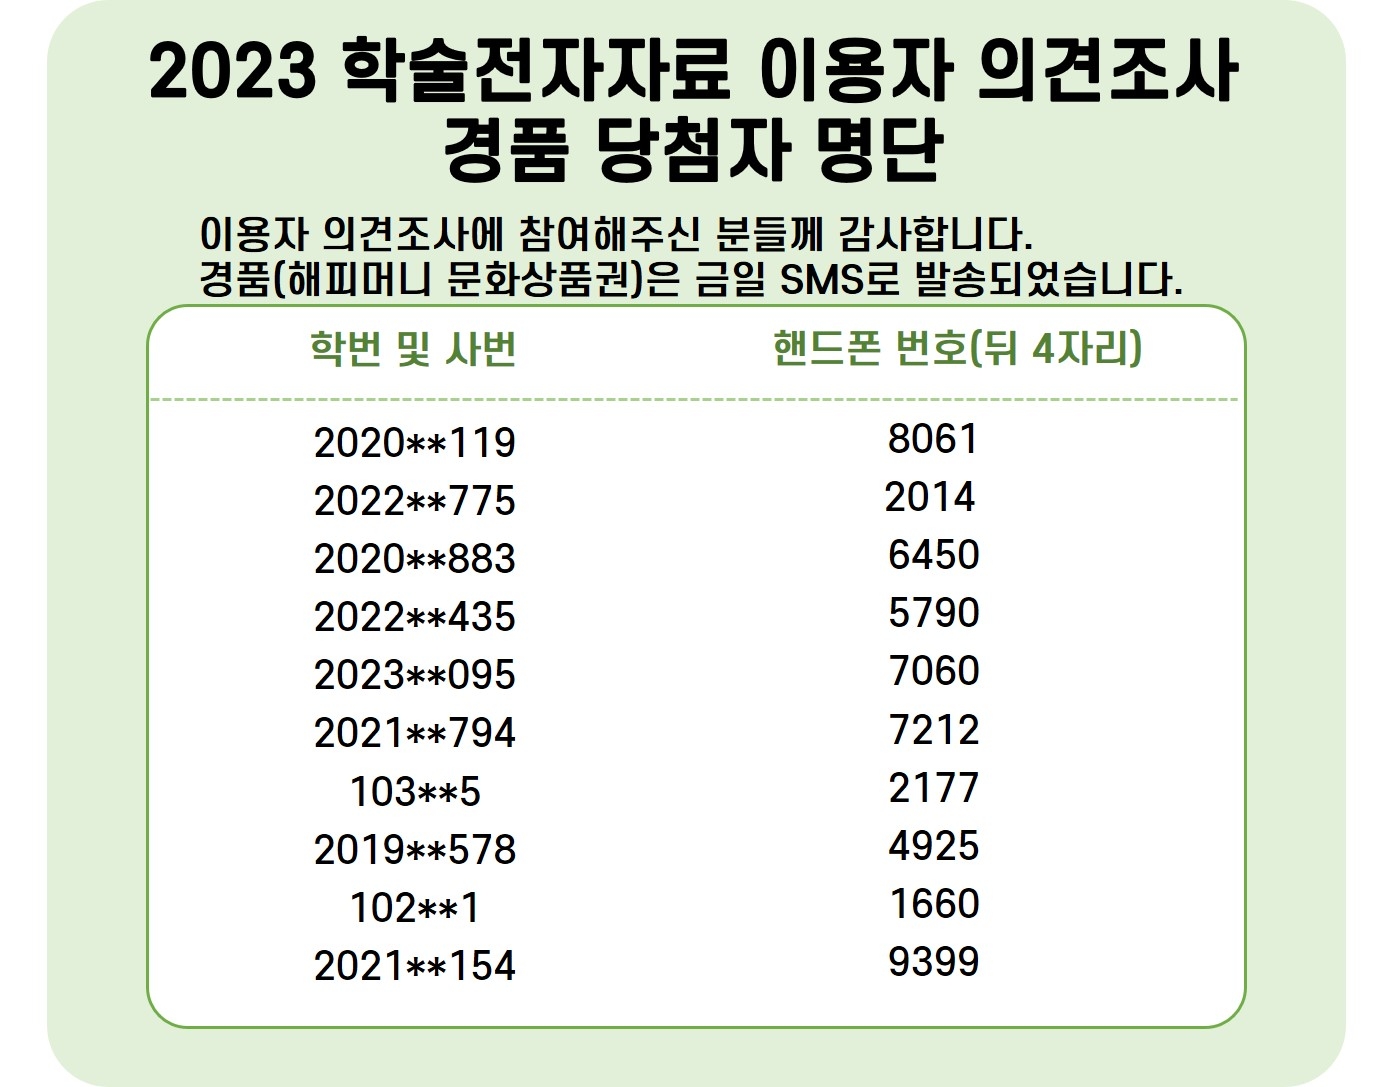 2023 학술전자자료 이용자 의견조사
경품 당첨자 명단
이용자 의견조사에 참여해주신 분들께 감사합니다.
경품(해피머니 문화상품권)은 금일 SMS로 발송되었습니다.
학번 및 사번 핸드폰 번호(뒤 4자리)
2020**119 8061
2022**775 2014
2020**883 6450
2022**435 5790
2023**095 7060
2021**794 7212
103**5 2177
2019**578 4925
102**1 1660
2021**154 9399